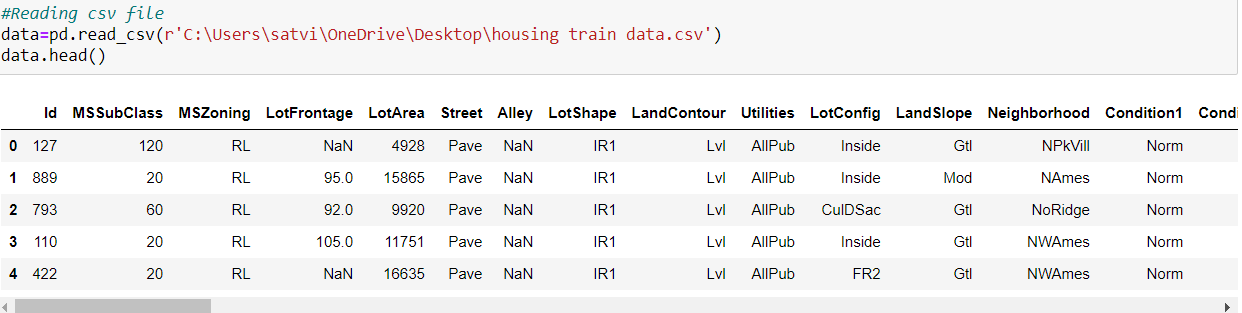 #Reading csv file
data=pd.read_csv(r'C:\Users\satvi\OneDrive\Desktop\housing train data.csv')
data.head()
Id MSSubClass MSZoning LotFrontage LotArea Street Alley LotShape LandContour Utilities LotConfig LandSlope Neighborhood Condition1 Condi
0 127 120 RL NaN 4928 Pave NaN IR1 Lvl AllPub Inside Gtl NPkVill Norm
1 889 20 RL 95.0 15865 Pave NaN IR1 Lvl AllPub Inside Mod NAmes Norm
2 793 60 RL 92.0 9920 Pave NaN IR1 Lvl AllPub CulDSac Gtl NoRidge Norm
3 110 20 RL 105.0 11751 Pave NaN IR1 Lvl AllPub Inside Gtl NWAmes Norm
4 422 20 RL NaN 16635 Pave NaN IR1 Lvl AllPub FR2 Gtl NWAmes Norm